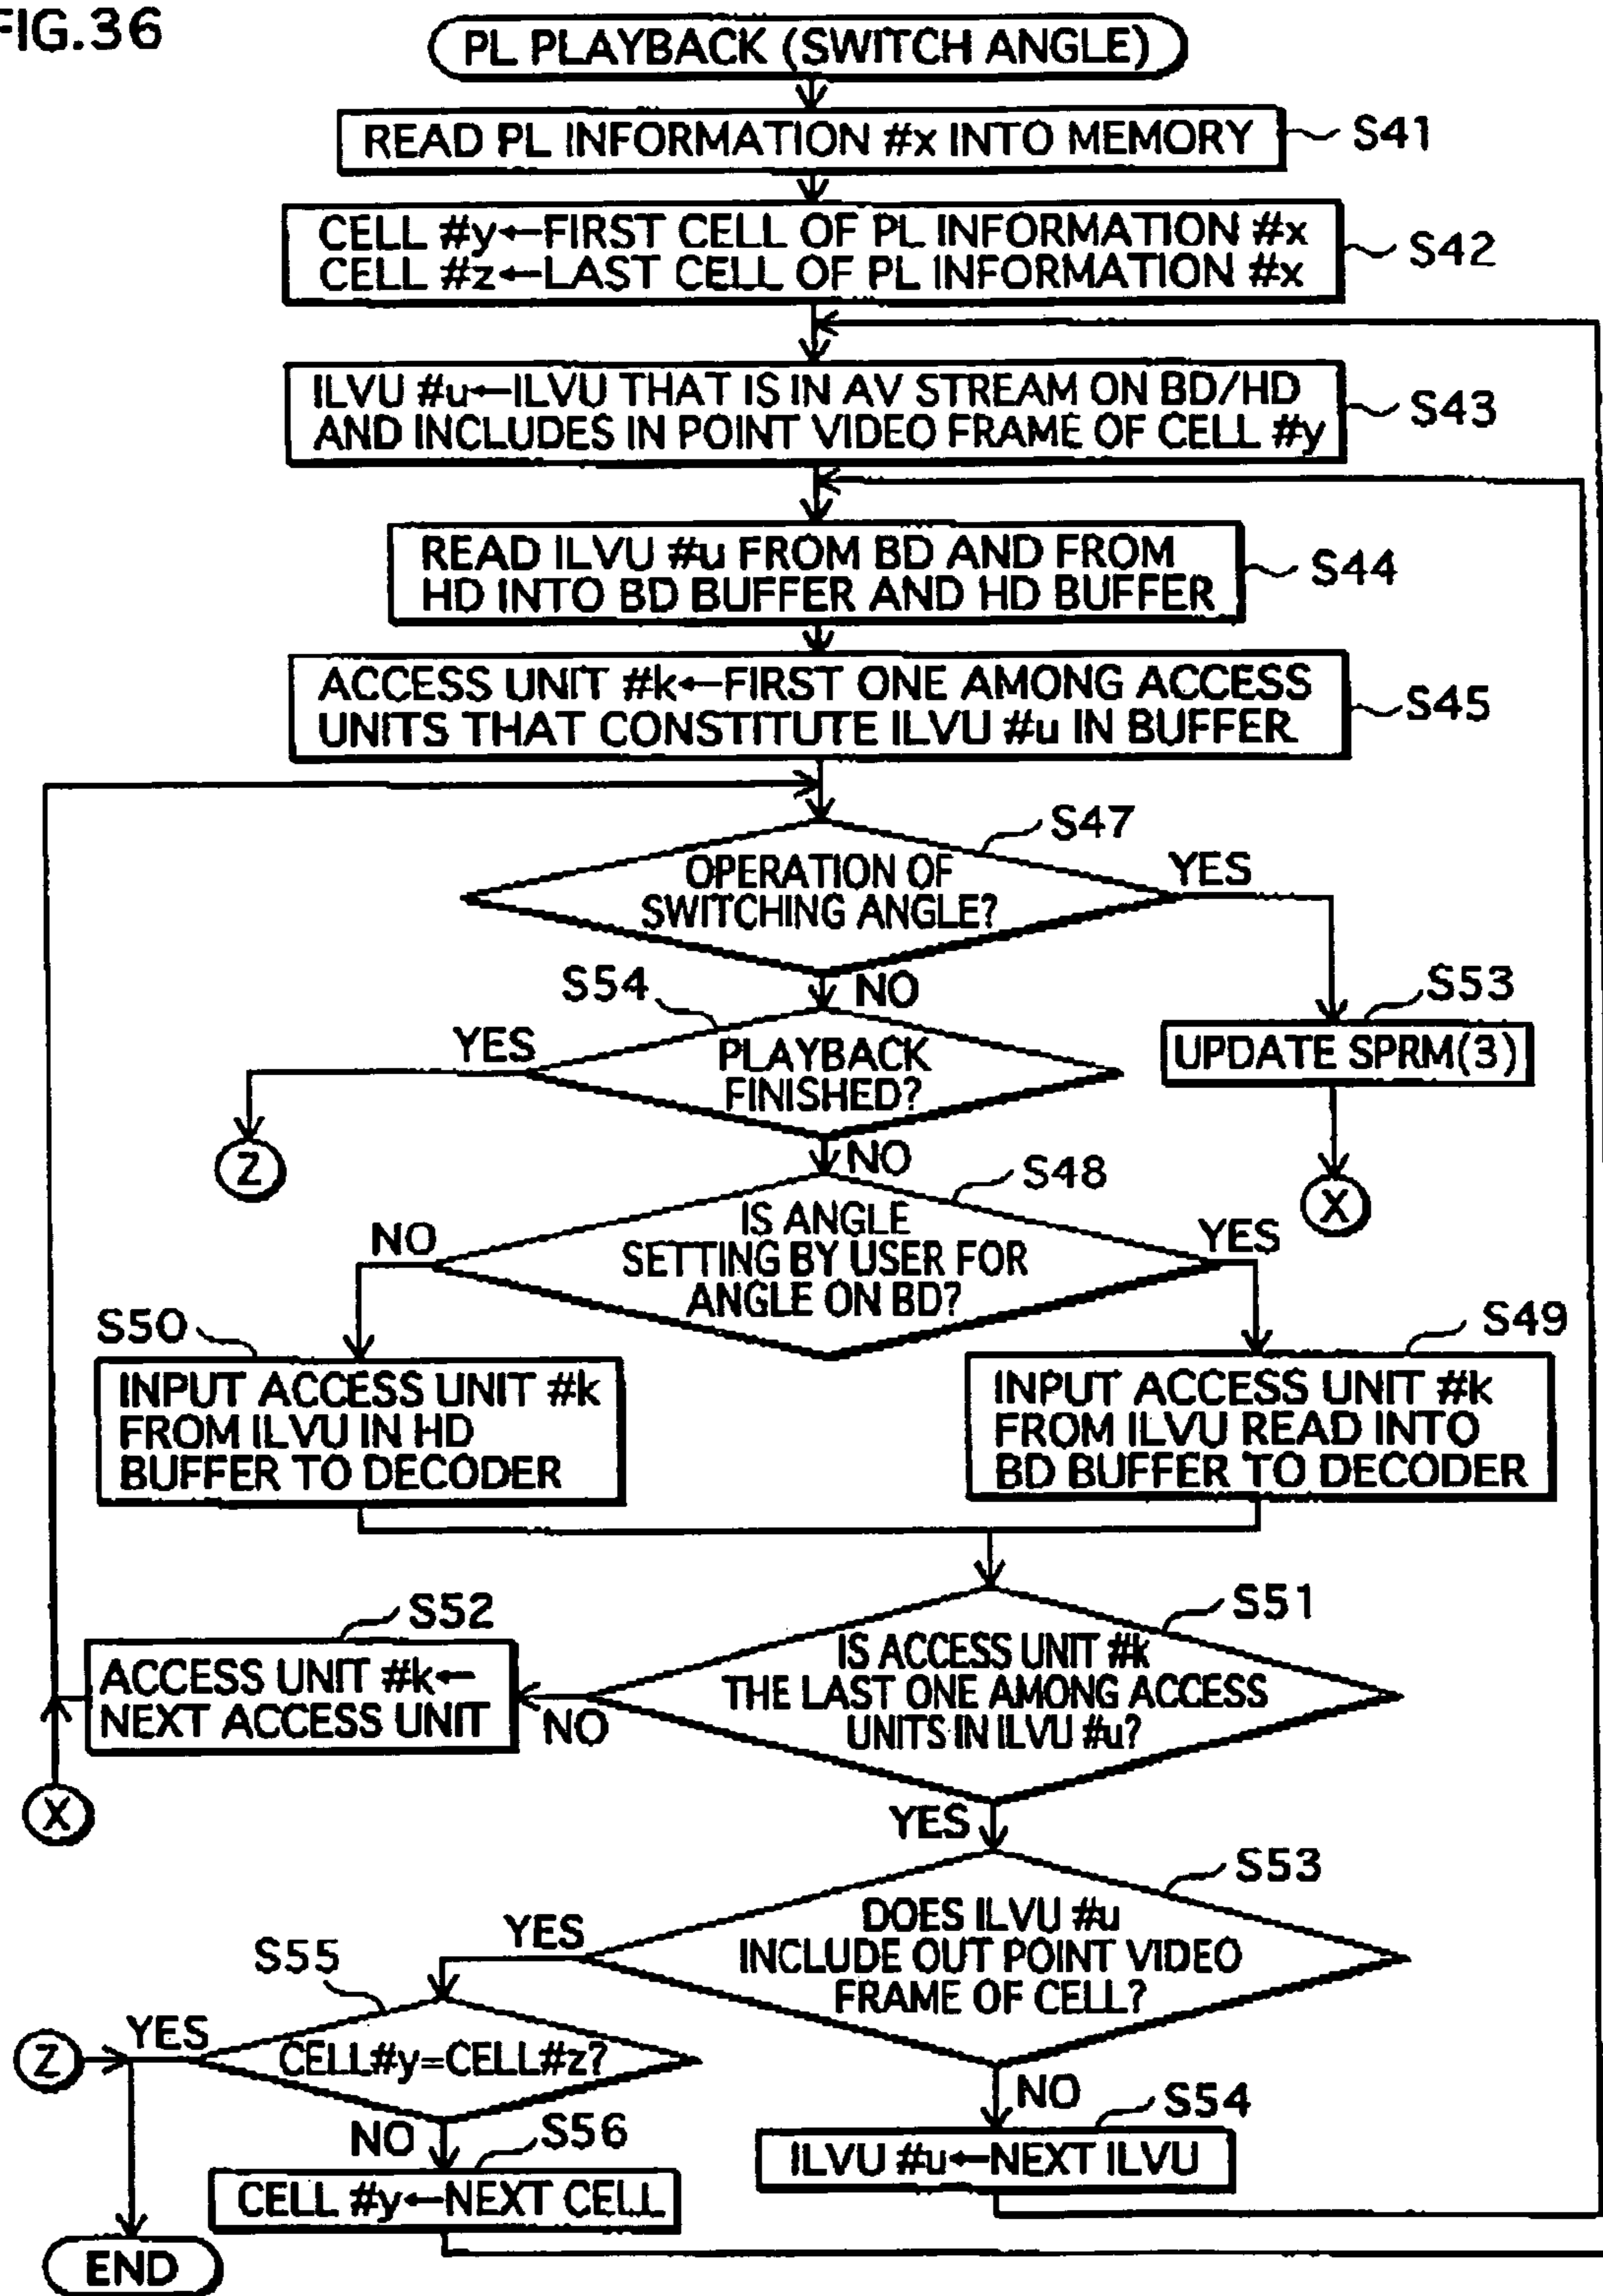 FIG.36
PL PLAYBACK (SWITCH ANGLE)
READ PL INFORMATION #x INTO MEMORY
S41
CELL #y←FIRST CELL OF PL INFORMATION #x
CELL #z←LAST CELL OF PL INFORMATION #x
S42
ILVU #u←ILVU THAT IS IN AV STREAM ON BD/HD
AND INCLUDES IN POINT VIDEO FRAME OF CELL #y
S43
READ ILVU #u FROM BD AND FROM
HD INTO BD BUFFER AND HD BUFFER
S44
ACCESS UNIT #k←FIRST ONE AMONG ACCESS
UNITS THAT CONSTITUTE ILVU #u IN BUFFER
S45
S47
OPERATION OF
SWITCHING ANGLE?
YES
NO
S53
UPDATE SPRM(3)
X
S54
PLAYBACK
FINISHED?
YES
Z
NO
S48
IS ANGLE
SETTING BY USER FOR
ANGLE ON BD?
NO
YES
S50
INPUT ACCESS UNIT #k
FROM ILVU IN HD
BUFFER TO DECODER
S49
INPUT ACCESS UNIT #k
FROM ILVU READ INTO
BD BUFFER TO DECODER
S51
IS ACCESS UNIT #k
THE LAST ONE AMONG ACCESS
UNITS IN ILVU #u?
NO
S52
ACCESS UNIT #k←
NEXT ACCESS UNIT
X
YES
S53
DOES ILVU #u
INCLUDE OUT POINT VIDEO
FRAME OF CELL?
YES
S55
CELL#y=CELL#z?
YES
Z
NO
S54
ILVU #u←NEXT ILVU
NO
S56
CELL #y←NEXT CELL
END